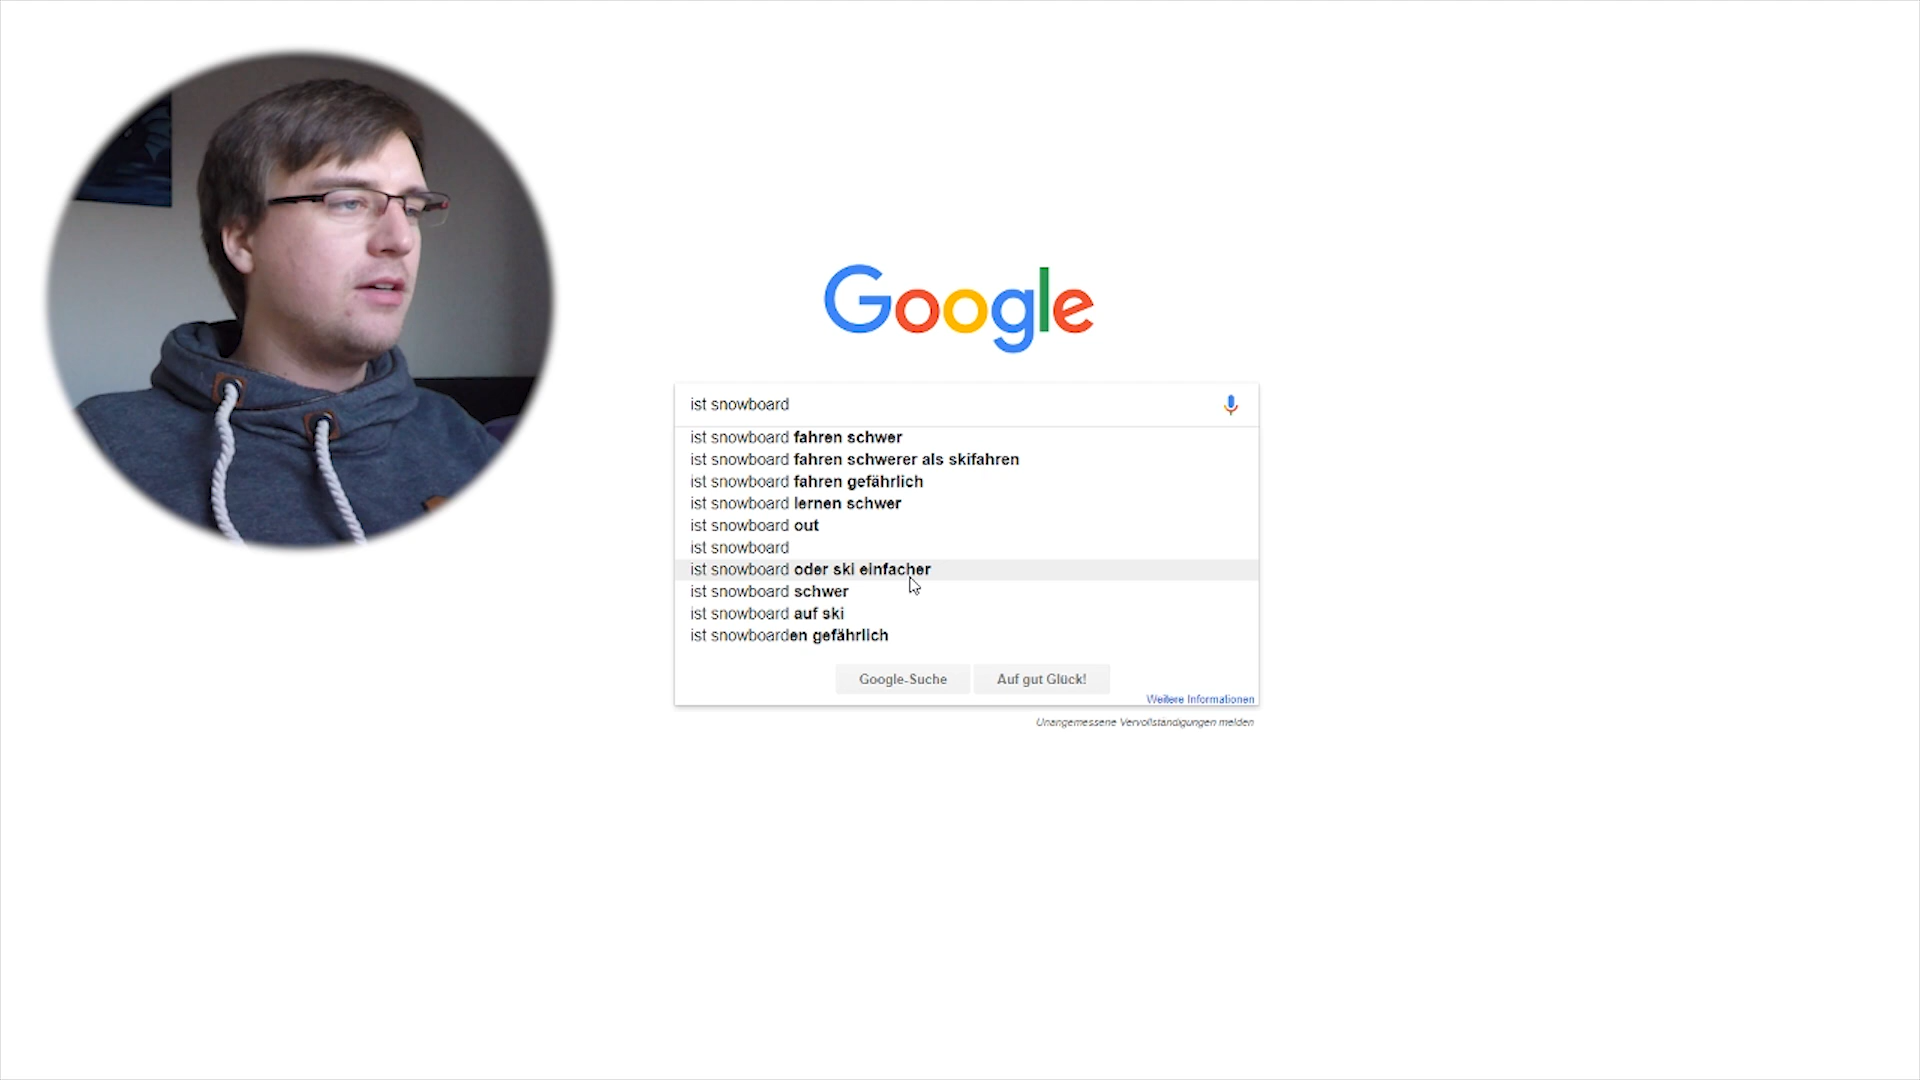 Google
ist snowboard
ist snowboard fahren schwer
ist snowboard fahren schwerer als skifahren
ist snowboard fahren gefährlich
ist snowboard lernen schwer
ist snowboard out
ist snowboard
ist snowboard oder ski einfacher
ist snowboard schwer
ist snowboard auf ski
ist snowboarden gefährlich
Google-Suche
Auf gut Glück!
Weitere Informationen
Unangemessene Vervollständigungen melden